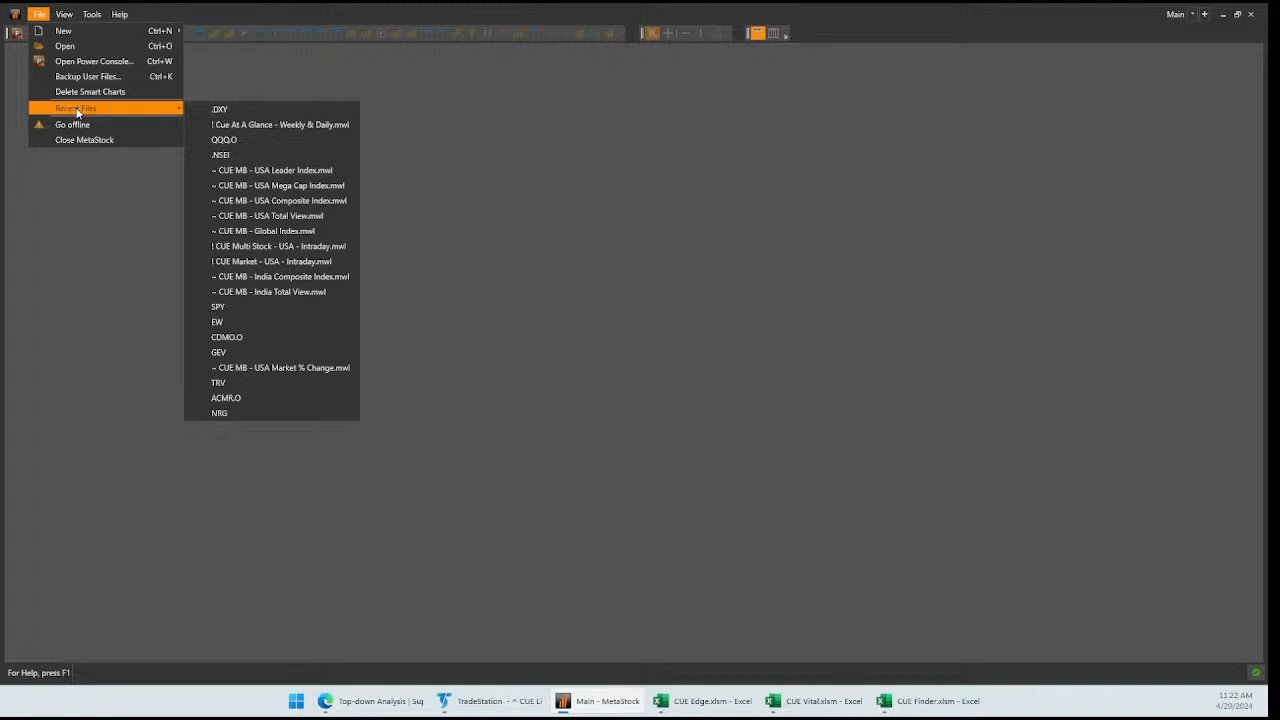 File View Tools Help
Main
New Ctrl+N
Open Ctrl+O
Open Power Console... Ctrl+W
Backup User Files... Ctrl+K
Delete Smart Charts
Recent Files
Go offline
Close MetaStock
.DXY
! Cue At A Glance - Weekly & Daily.mwl
QQQ.O
.NSEI
~ CUE MB - USA Leader Index.mwl
~ CUE MB - USA Mega Cap Index.mwl
~ CUE MB - USA Composite Index.mwl
~ CUE MB - USA Total View.mwl
~ CUE MB - Global Index.mwl
! CUE Multi Stock - USA - Intraday.mwl
! CUE Market - USA - Intraday.mwl
~ CUE MB - India Composite Index.mwl
~ CUE MB - India Total View.mwl
SPY
EW
CDMO.O
GEV
~ CUE MB - USA Market % Change.mwl
TRV
ACMR.O
NRG
For Help, press F1
Top-down Analysis | Sup
TradeStation - ^ CUE Li
Main - MetaStock
CUE Edge.xlsm - Excel
CUE Vital.xlsm - Excel
CUE Finder.xlsm - Excel
11:22 AM
4/20/2024